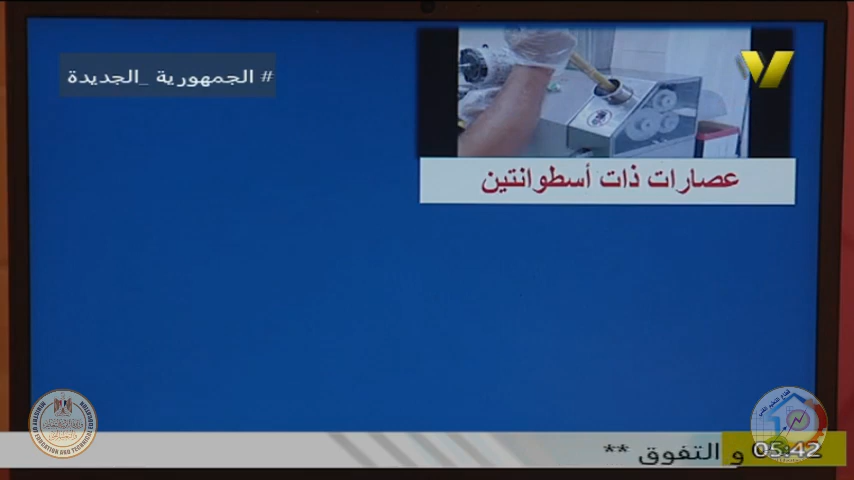 # الجمهورية _الجديدة
عصارات ذات أسطوانتين
و التفوق **
05:42